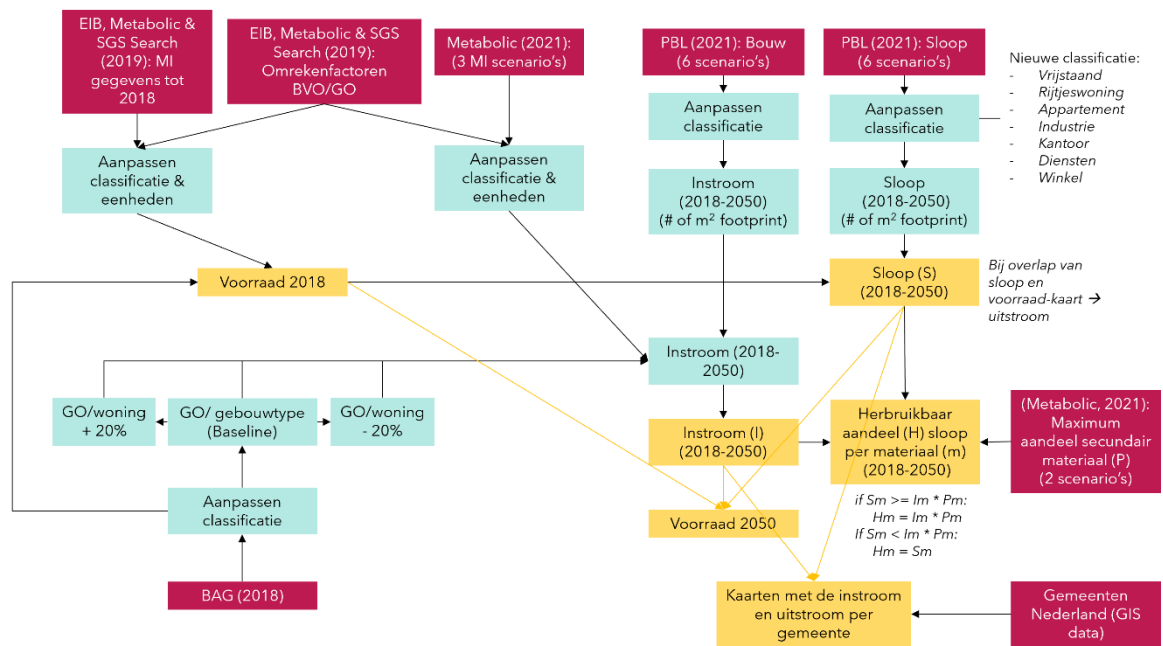 EIB, Metabolic &
SGS Search
(2019): MI
gegevens tot
2018
EIB, Metabolic & SGS
Search (2019):
Omrekenfactoren
BVO/GO
Metabolic (2021):
(3 MI scenario's)
PBL (2021): Bouw
(6 scenario's)
PBL (2021): Sloop
(6 scenario's)
Nieuwe classificatie:
- Vrijstaand
- Rijtjeswoning
- Appartement
- Industrie
- Kantoor
- Diensten
- Winkel
Aanpassen
classificatie
Aanpassen
classificatie
Aanpassen
classificatie &
eenheden
Aanpassen
classificatie &
eenheden
Instroom
(2018-2050)
(# of m² footprint)
Sloop
(2018-2050)
(# of m² footprint)
Voorraad 2018
Sloop (S)
(2018-2050)
Bij overlap van
sloop en
voorraad-kaart →
uitstroom
Instroom (2018-
2050)
GO/woning
+ 20%
GO/ gebouwtype
(Baseline)
GO/woning
- 20%
Instroom (I)
(2018-2050)
Herbruikbaar
aandeel (H) sloop
per materiaal (m)
(2018-2050)
(Metabolic, 2021):
Maximum
aandeel secundair
materiaal (P)
(2 scenario's)
Aanpassen
classificatie
Voorraad 2050
if Sm >= Im * Pm:
Hm = Im * Pm
If Sm < Im * Pm:
Hm = Sm
BAG (2018)
Kaarten met de instroom
en uitstroom per
gemeente
Gemeenten
Nederland (GIS
data)